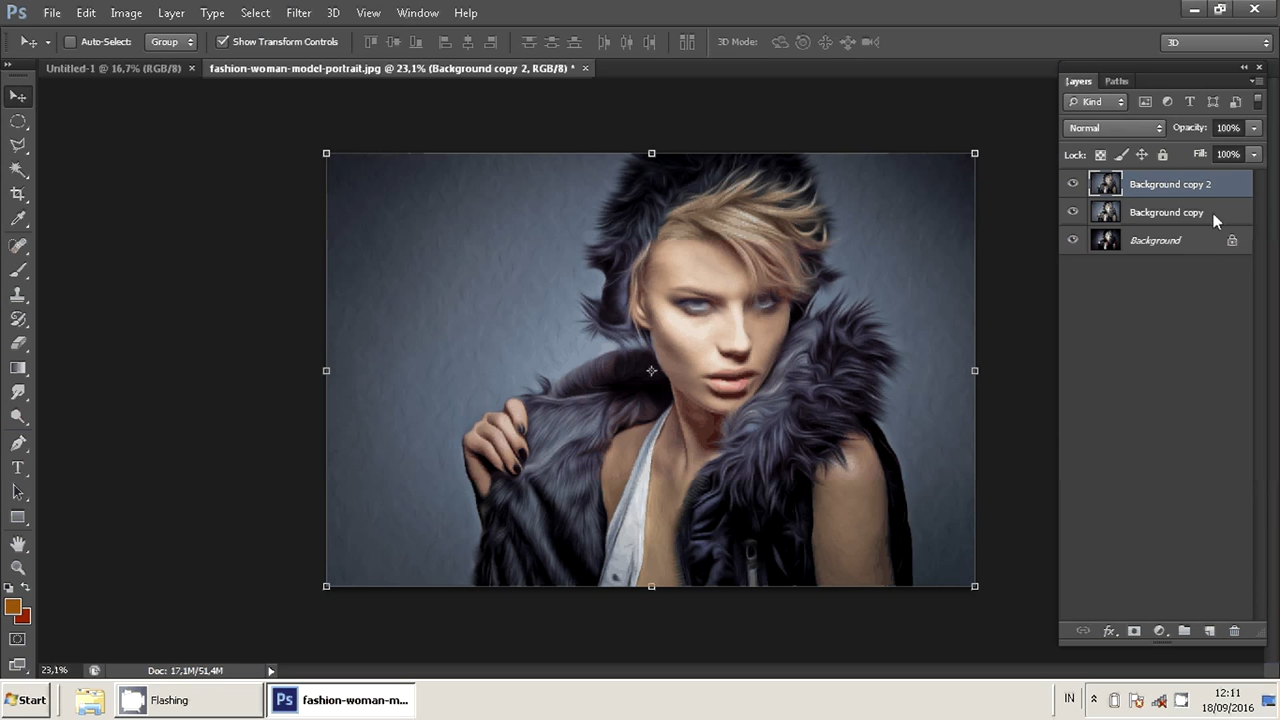 Ps File Edit Image Layer Type Select Filter 3D View Window Help
Auto-Select: Group Show Transform Controls 3D Mode: 3D
Untitled-1 @ 16,7% (RGB/8) × fashion-woman-model-portrait.jpg @ 23,1% (Background copy 2, RGB/8) * ×
Layers Paths
Kind
Normal Opacity: 100%
Lock: Fill: 100%
Background copy 2
Background copy
Background
23,1% Doc: 17,1M/51,4M
Start Flashing Ps fashion-woman-m... IN 12:11
18/09/2016